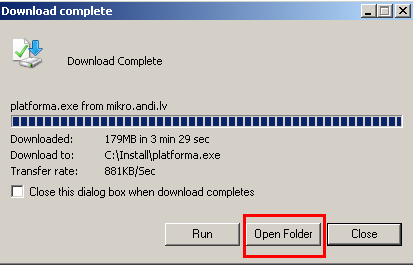 Download complete
Download Complete
platforma.exe from mikro.andi.lv
Downloaded: 179MB in 3 min 29 sec
Download to: C:\Install\platforma.exe
Transfer rate: 881KB/Sec
Close this dialog box when download completes
Run Open Folder Close